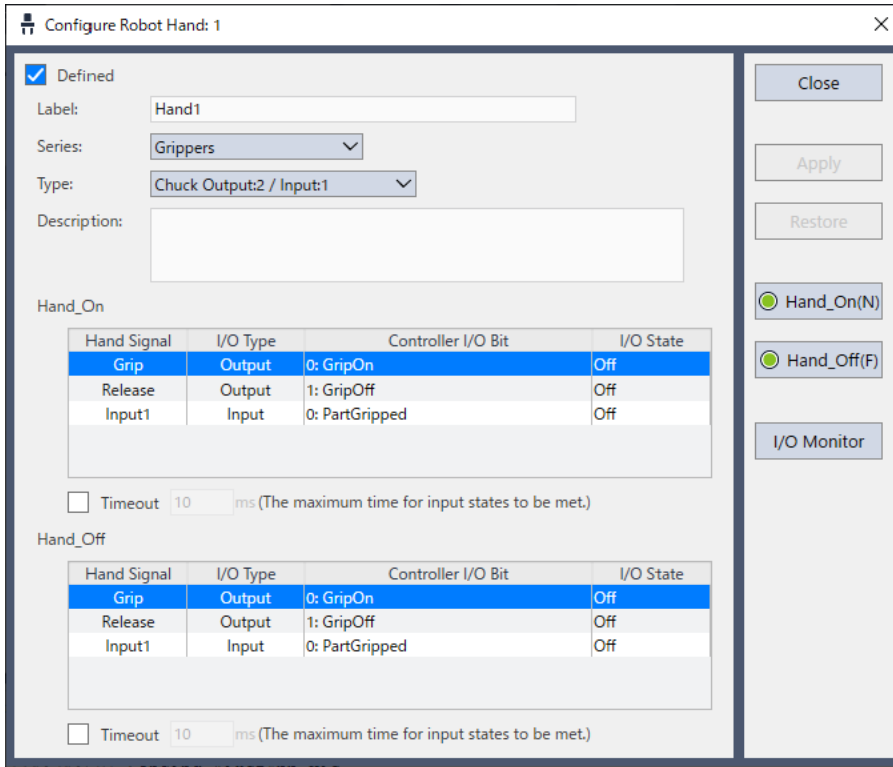 Configure Robot Hand: 1
Defined
Label: Hand1
Series: Grippers
Type: Chuck Output:2 / Input:1
Description:
Hand_On
Hand Signal I/O Type Controller I/O Bit I/O State
Grip Output 0: GripOn Off
Release Output 1: GripOff Off
Input1 Input 0: PartGripped Off
Timeout 10 ms (The maximum time for input states to be met.)
Hand_Off
Hand Signal I/O Type Controller I/O Bit I/O State
Grip Output 0: GripOn Off
Release Output 1: GripOff Off
Input1 Input 0: PartGripped Off
Timeout 10 ms (The maximum time for input states to be met.)
Close
Apply
Restore
Hand_On(N)
Hand_Off(F)
I/O Monitor